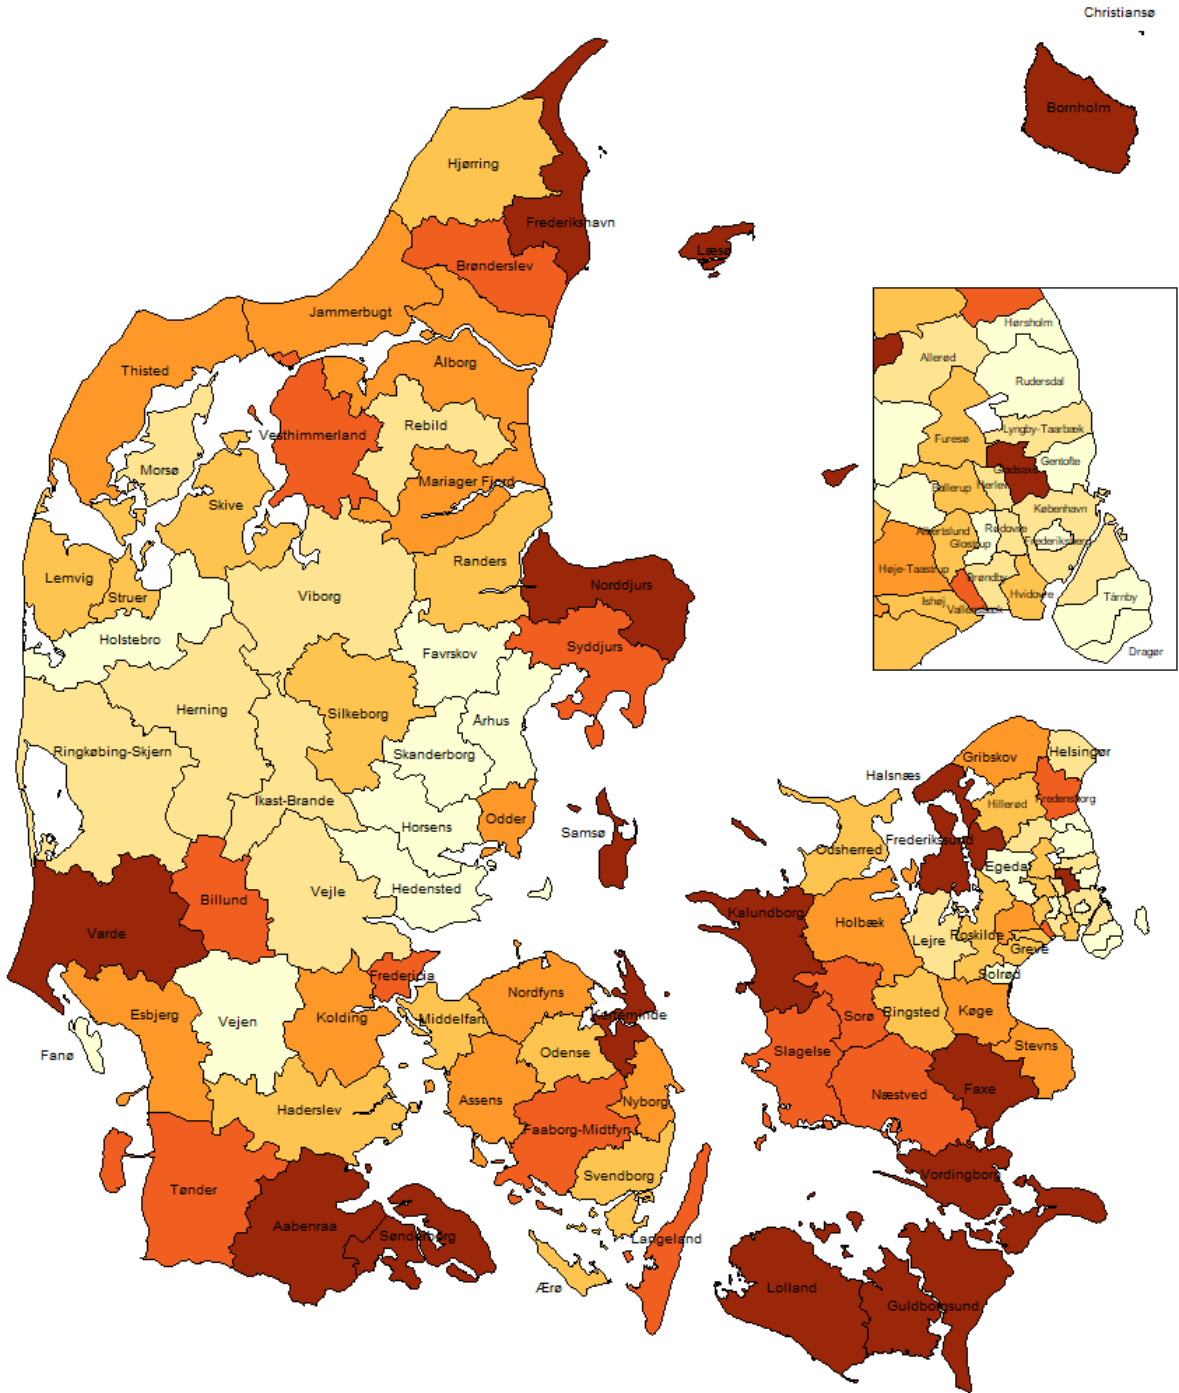 Christiansø
Bornholm
Hjørring
Frederikshavn
Læsø
Brønderslev
Jammerbugt
Ålborg
Thisted
Vesthimmerland
Rebild
Morsø
Mariager Fjord
Skive
Randers
Lemvig
Struer
Viborg
Norddjurs
Holstebro
Favrskov
Syddjurs
Herning
Silkeborg
Århus
Ringkøbing-Skjern
Skanderborg
Ikast-Brande
Horsens
Odder
Samsø
Hedensted
Vejle
Billund
Varde
Fredericia
Esbjerg
Vejen
Kolding
Fanø
Haderslev
Tønder
Aabenraa
Sønderborg
Nordfyns
Middelfart
Kerteminde
Odense
Assens
Nyborg
Faaborg-Midtfyn
Svendborg
Langeland
Ærø
Hørsholm
Allerød
Rudersdal
Lyngby-Taarbæk
Furesø
Gentofte
Gladsaxe
Ballerup
Herlev
København
Albertslund
Rødovre
Glostrup
Frederiksberg
Høje-Taastrup
Brøndby
Hvidovre
Tårnby
Ishøj
Vallensbæk
Dragør
Helsingør
Gribskov
Halsnæs
Hillerød
Fredensborg
Odsherred
Frederikssund
Egedal
Kalundborg
Holbæk
Lejre
Roskilde
Greve
Solrød
Sorø
Ringsted
Køge
Stevns
Slagelse
Næstved
Faxe
Vordingborg
Lolland
Guldborgsund